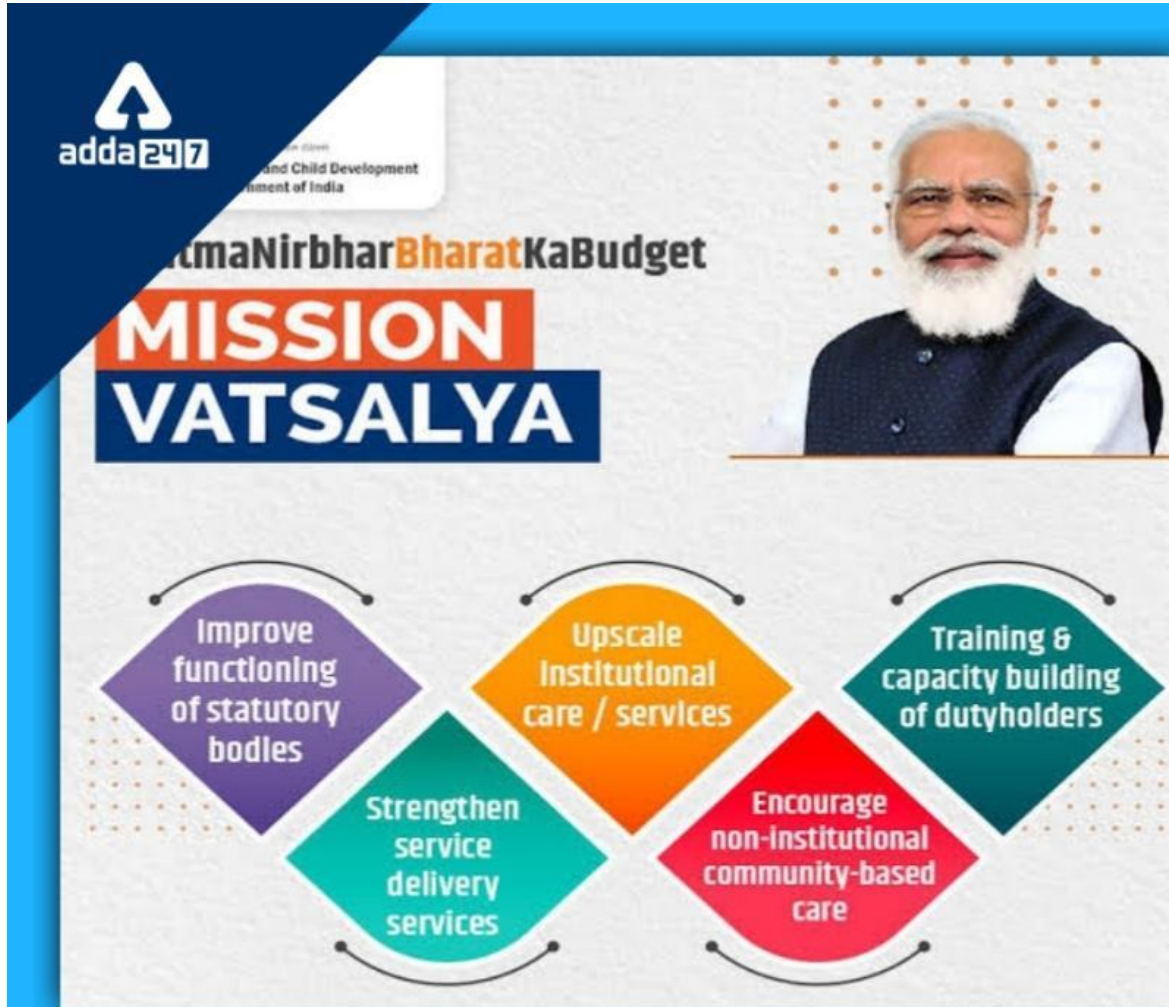 adda247
and Child Development
nment of India
tmaNirbharBharatKaBudget
MISSION
VATSALYA
Improve
functioning
of statutory
bodies
Strengthen
service
delivery
services
Upscale
institutional
care / services
Encourage
non-institutional
community-based
care
Training &
capacity building
of dutyholders